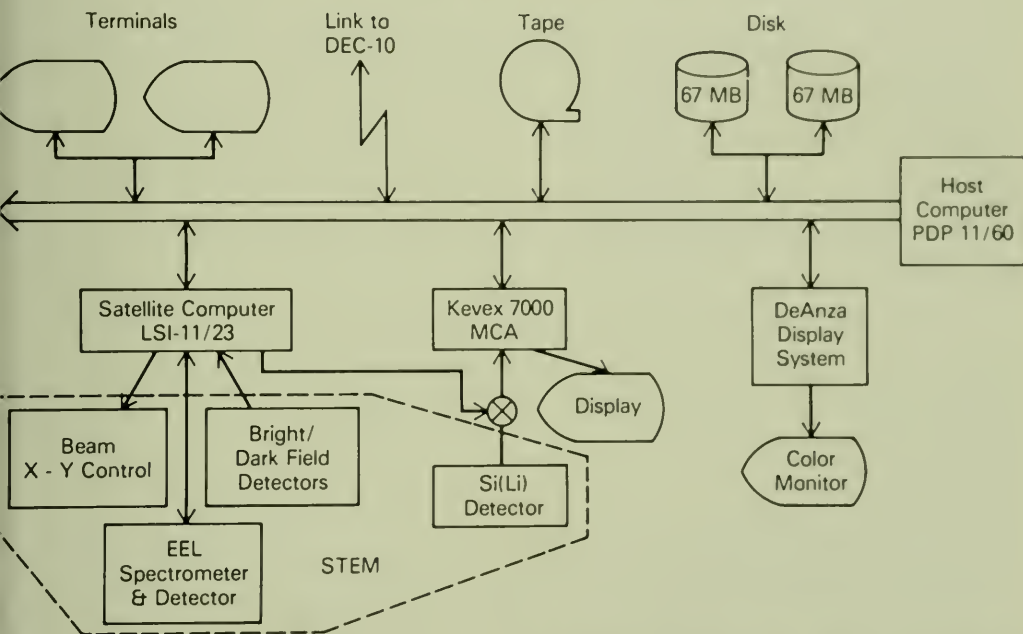 Terminals
Link to
DEC-10
Tape
Disk
67 MB
67 MB
Host
Computer
PDP 11/60
Satellite Computer
LSI-11/23
Kevex 7000
MCA
DeAnza
Display
System
Beam
X - Y Control
Bright/
Dark Field
Detectors
Display
Si(Li)
Detector
Color
Monitor
EEL
Spectrometer
& Detector
STEM